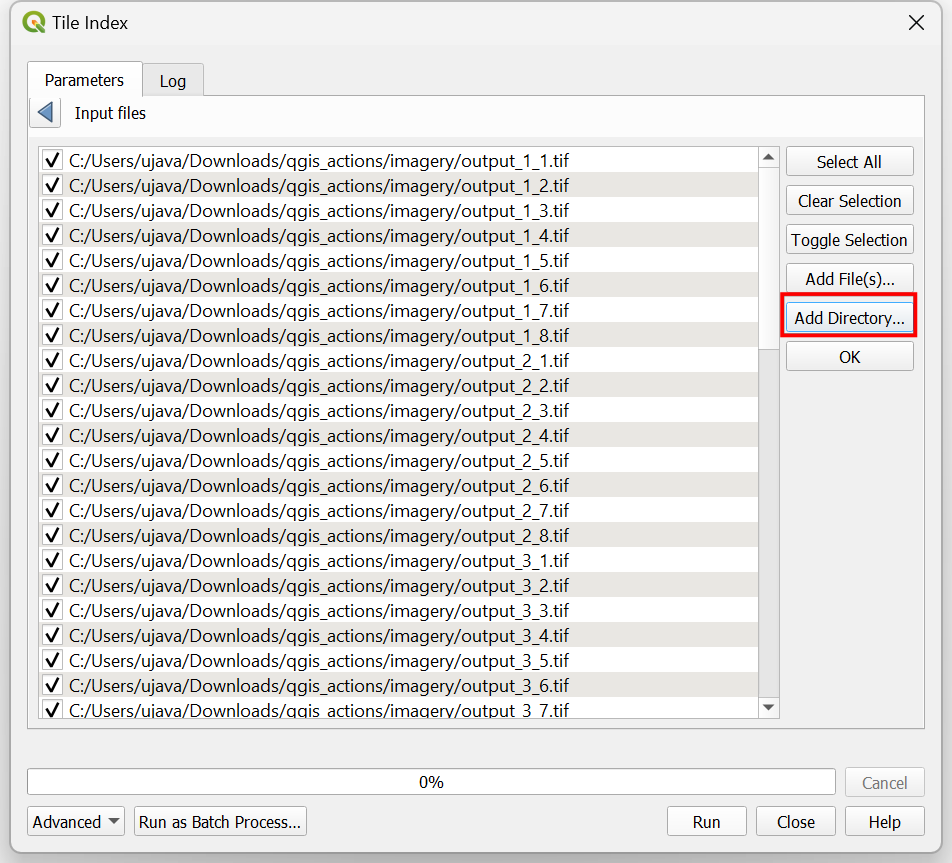 Tile Index
Parameters
Log
Input files
C:/Users/ujava/Downloads/qgis_actions/imagery/output_1_1.tif
C:/Users/ujava/Downloads/qgis_actions/imagery/output_1_2.tif
C:/Users/ujava/Downloads/qgis_actions/imagery/output_1_3.tif
C:/Users/ujava/Downloads/qgis_actions/imagery/output_1_4.tif
C:/Users/ujava/Downloads/qgis_actions/imagery/output_1_5.tif
C:/Users/ujava/Downloads/qgis_actions/imagery/output_1_6.tif
C:/Users/ujava/Downloads/qgis_actions/imagery/output_1_7.tif
C:/Users/ujava/Downloads/qgis_actions/imagery/output_1_8.tif
C:/Users/ujava/Downloads/qgis_actions/imagery/output_2_1.tif
C:/Users/ujava/Downloads/qgis_actions/imagery/output_2_2.tif
C:/Users/ujava/Downloads/qgis_actions/imagery/output_2_3.tif
C:/Users/ujava/Downloads/qgis_actions/imagery/output_2_4.tif
C:/Users/ujava/Downloads/qgis_actions/imagery/output_2_5.tif
C:/Users/ujava/Downloads/qgis_actions/imagery/output_2_6.tif
C:/Users/ujava/Downloads/qgis_actions/imagery/output_2_7.tif
C:/Users/ujava/Downloads/qgis_actions/imagery/output_2_8.tif
C:/Users/ujava/Downloads/qgis_actions/imagery/output_3_1.tif
C:/Users/ujava/Downloads/qgis_actions/imagery/output_3_2.tif
C:/Users/ujava/Downloads/qgis_actions/imagery/output_3_3.tif
C:/Users/ujava/Downloads/qgis_actions/imagery/output_3_4.tif
C:/Users/ujava/Downloads/qgis_actions/imagery/output_3_5.tif
C:/Users/ujava/Downloads/qgis_actions/imagery/output_3_6.tif
C:/Users/ujava/Downloads/qgis_actions/imagery/output_3_7.tif
Select All
Clear Selection
Toggle Selection
Add File(s)...
Add Directory...
OK
0%
Cancel
Advanced
Run as Batch Process...
Run
Close
Help